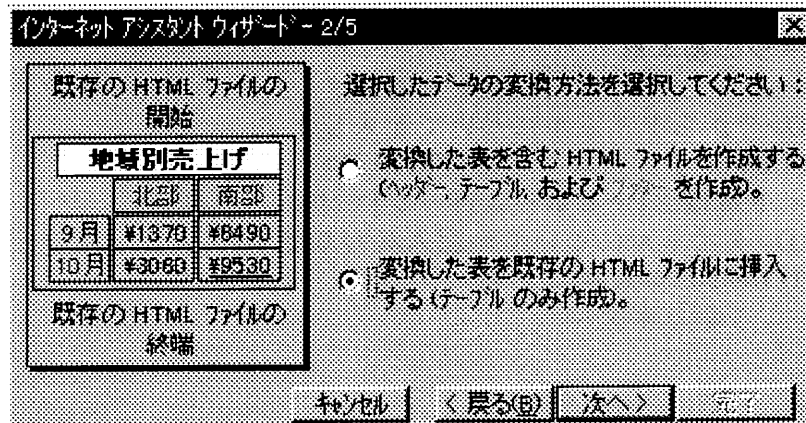 インターネット アシスタント ウィザード - 2/5
既存の HTML ファイルの
開始
地域別売上げ
北部 南部
9月 ¥1370 ¥6490
10月 ¥3060 ¥9530
既存の HTML ファイルの
終端
選択したデータの変換方法を選択してください:
変換した表を含む HTML ファイルを作成する
(ヘッダー, テーブル, および を作成)。
変換した表を既存の HTML ファイルに挿入
する (テーブル のみ作成)。
キャンセル
< 戻る(B)
次へ >
完了